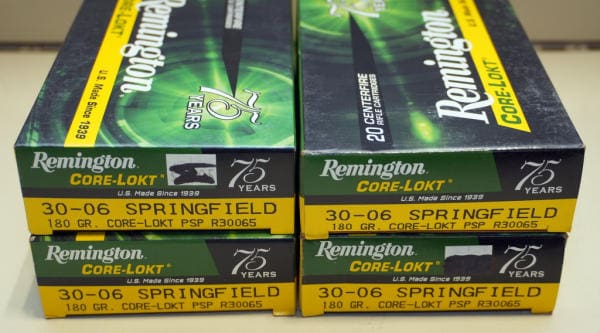 Remington
CORE-LOKT
U.S. Made Since 1939
75
YEARS
Remington
CORE-LOKT
20 CENTERFIRE
RIFLE CARTRIDGES
75
Remington
CORE-LOKT
U.S. Made Since 1939
75
YEARS
30-06 SPRINGFIELD
180 GR. CORE-LOKT PSP R30065
Remington
CORE-LOKT
U.S. Made Since 1939
75
YEARS
30-06 SPRINGFIELD
180 GR. CORE-LOKT PSP R30065
Remington
CORE-LOKT
U.S. Made Since 1939
75
YEARS
30-06 SPRINGFIELD
180 GR. CORE-LOKT PSP R30065
Remington
CORE-LOKT
U.S. Made Since 1939
75
YEARS
30-06 SPRINGFIELD
180 GR. CORE-LOKT PSP R30065